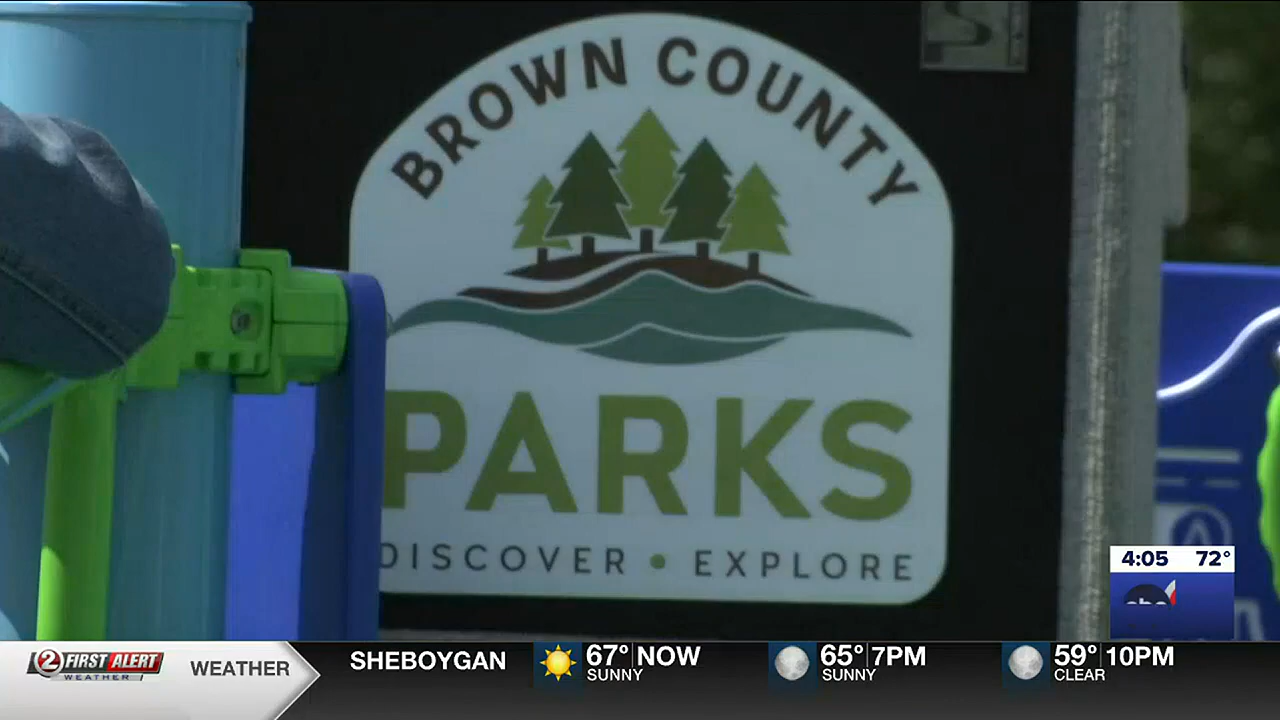 BROWN COUNTY
PARKS
DISCOVER • EXPLORE
4:05 72°
abc
2 FIRST ALERT
WEATHER
WEATHER
SHEBOYGAN
67° NOW
SUNNY
65° 7PM
SUNNY
59° 10PM
CLEAR